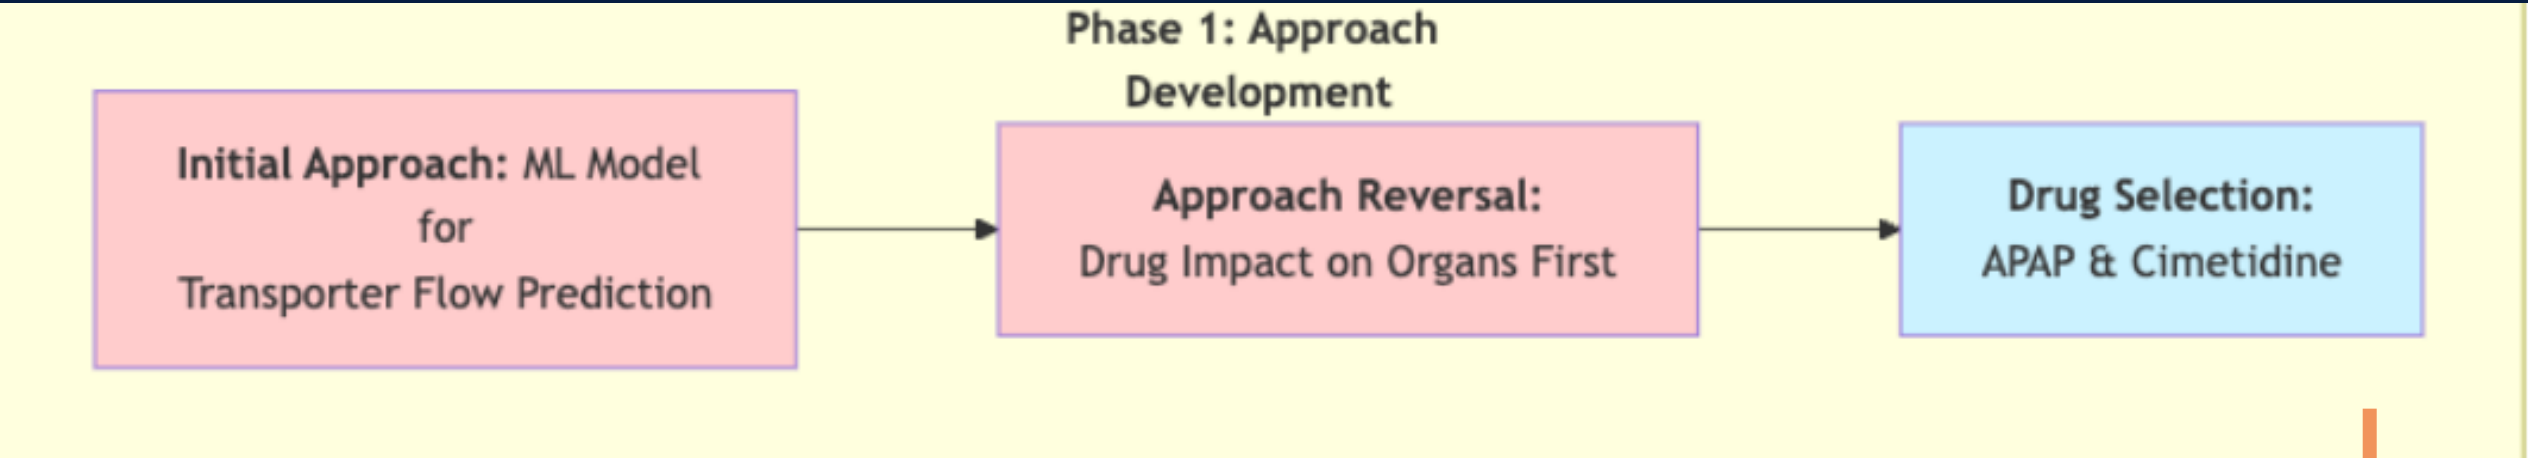 Phase 1: Approach
Development
Initial Approach: ML Model
for
Transporter Flow Prediction
Approach Reversal:
Drug Impact on Organs First
Drug Selection:
APAP & Cimetidine